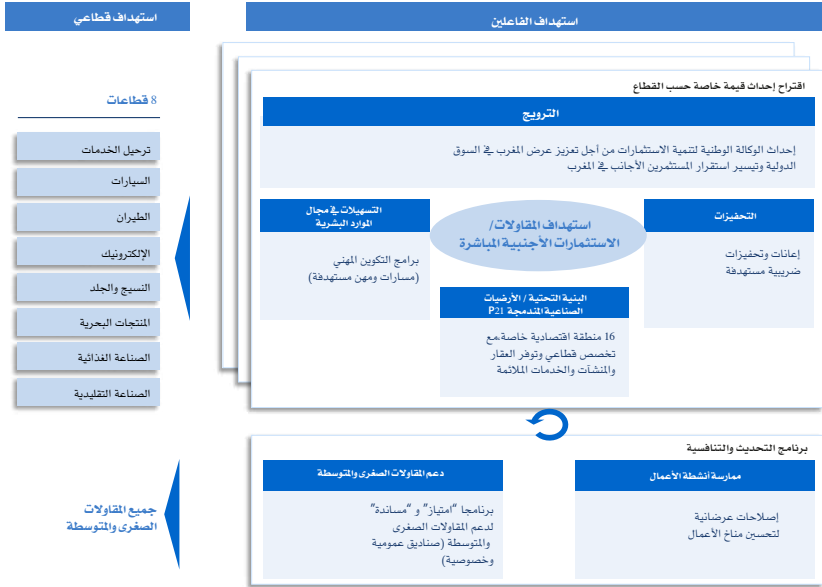 استهداف الفاعلين
استهداف قطاعي
اقتراح إحداث قيمة خاصة حسب القطاع
الترويج
إحداث الوكالة الوطنية لتنمية الاستثمارات من أجل تعزيز عرض المغرب في السوق
الدولية وتيسير استقرار المستثمرين الأجانب في المغرب
التحفيزات
إعانات وتحفيزات
ضريبية مستهدفة
استهداف المقاولات/
الاستثمارات الأجنبية المباشرة
التسهيلات في مجال
الموارد البشرية
برامج التكوين المهني
(مسارات ومهن مستهدفة)
البنية التحتية / الأرضيات
الصناعية المندمجة P21
16 منطقة اقتصادية خاصة،مع
تخصص قطاعي وتوفر العقار
والمنشآت والخدمات الملائمة
8 قطاعات
ترحيل الخدمات
السيارات
الطيران
الإلكترونيك
النسيج والجلد
المنتجات البحرية
الصناعة الغذائية
الصناعة التقليدية
برنامج التحديث والتنافسية
ممارسة أنشطة الأعمال
إصلاحات عرضانية
لتحسين مناخ الأعمال
دعم المقاولات الصغرى والمتوسطة
برنامجا “امتياز” و “مساندة”
لدعم المقاولات الصغرى
والمتوسطة (صناديق عمومية
وخصوصية)
جميع المقاولات
الصغرى والمتوسطة